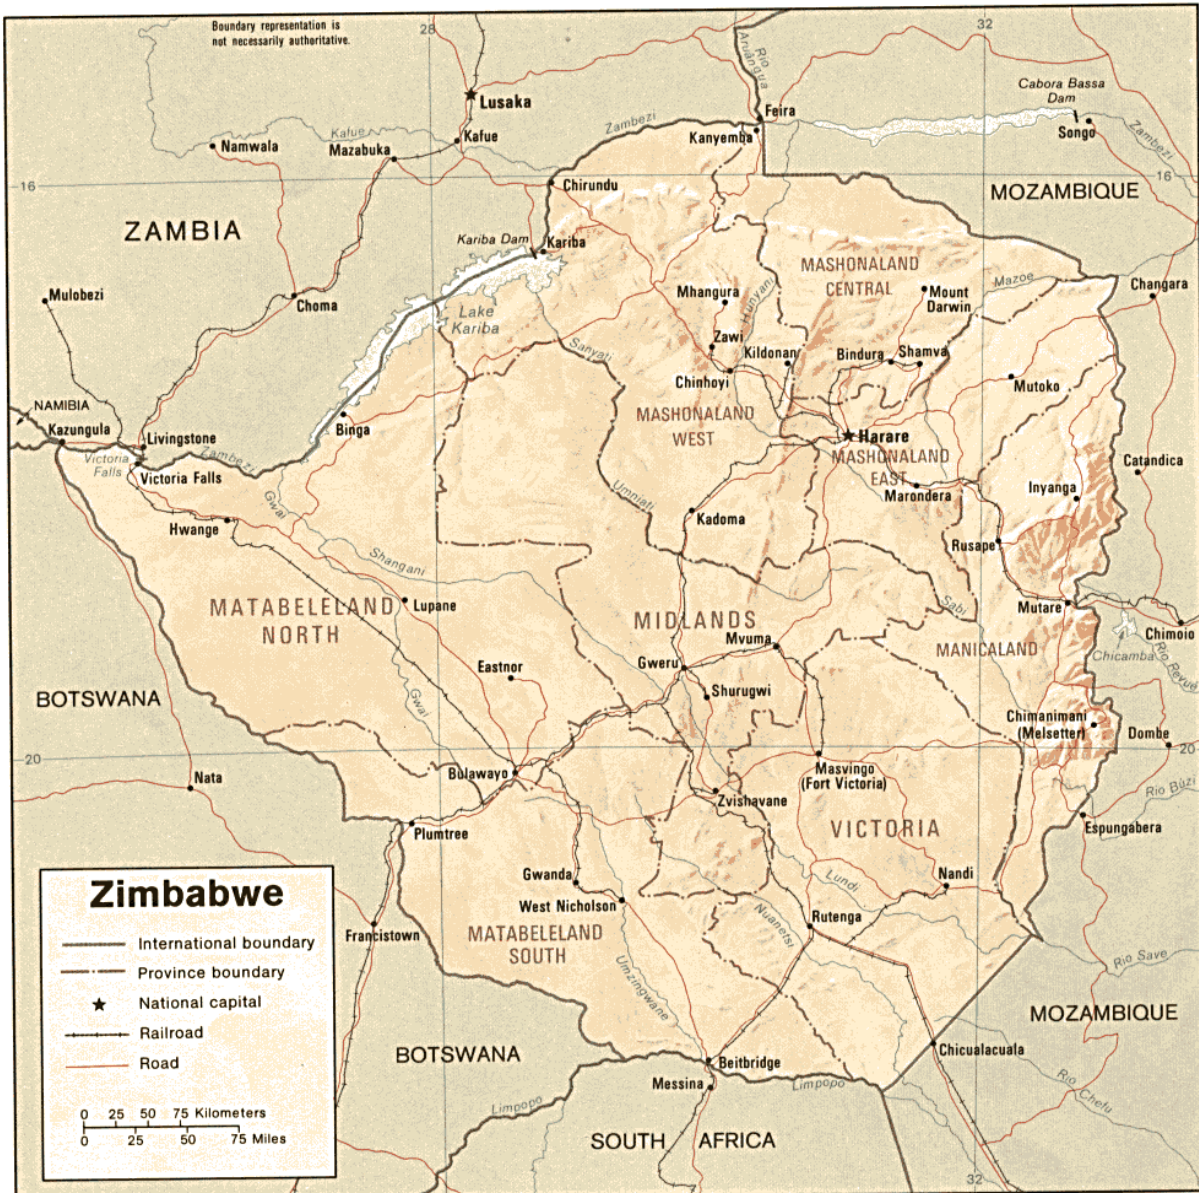 Boundary representation is
not necessarily authoritative.
28
32
Rio
Aruângua
Lusaka
Cabora Bassa
Dam
Feira
Zambezi
Kanyemba
Songo
Zambezi
Kafue
Kafue
Namwala
Mazabuka
16
Chirundu
16
MOZAMBIQUE
ZAMBIA
Kariba Dam
Kariba
MASHONALAND
CENTRAL
Mazoe
Mulobezi
Choma
Lake
Kariba
Mhangura
Hunyani
Mount
Darwin
Changara
Zawi
Kildonan
Bindura
Shamva
Sanyati
Chinhoyi
Mutoko
NAMIBIA
Kazungula
Binga
MASHONALAND
WEST
Livingstone
Harare
Victoria
Falls
Zambezi
MASHONALAND
EAST
Victoria Falls
Catandica
Gwai
Umniati
Marondera
Inyanga
Hwange
Kadoma
Rusape
Shangani
MATABELELAND
NORTH
Lupane
Sabi
Mutare
MIDLANDS
Chimoio
Mvuma
MANICALAND
Chicamba
Rio Revuè
Eastnor
Gweru
BOTSWANA
Gwai
Shurugwi
Chimanimani
(Melsetter)
Dombe
20
20
Nata
Bulawayo
Masvingo
(Fort Victoria)
Zvishavane
Rio Búzi
Plumtree
VICTORIA
Espungabera
Gwanda
Lundi
Nandi
West Nicholson
Nuanetsi
Rutenga
Francistown
MATABELELAND
SOUTH
Umzingwane
Rio Save
MOZAMBIQUE
BOTSWANA
Beitbridge
Chicualacuala
Messina
Limpopo
Limpopo
Rio Chefu
SOUTH AFRICA
32
Zimbabwe
International boundary
Province boundary
National capital
Railroad
Road
0 25 50 75 Kilometers
0 25 50 75 Miles